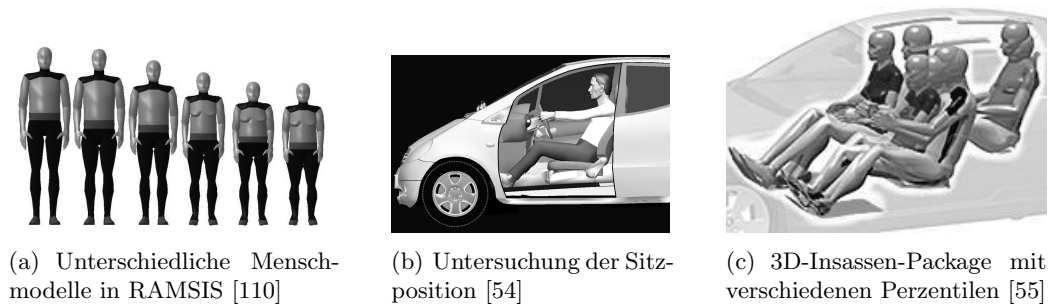 (a) Unterschiedliche Mensch-
modelle in RAMSIS [110]
(b) Untersuchung der Sitz-
position [54]
(c) 3D-Insassen-Package mit
verschiedenen Perzentilen [55]